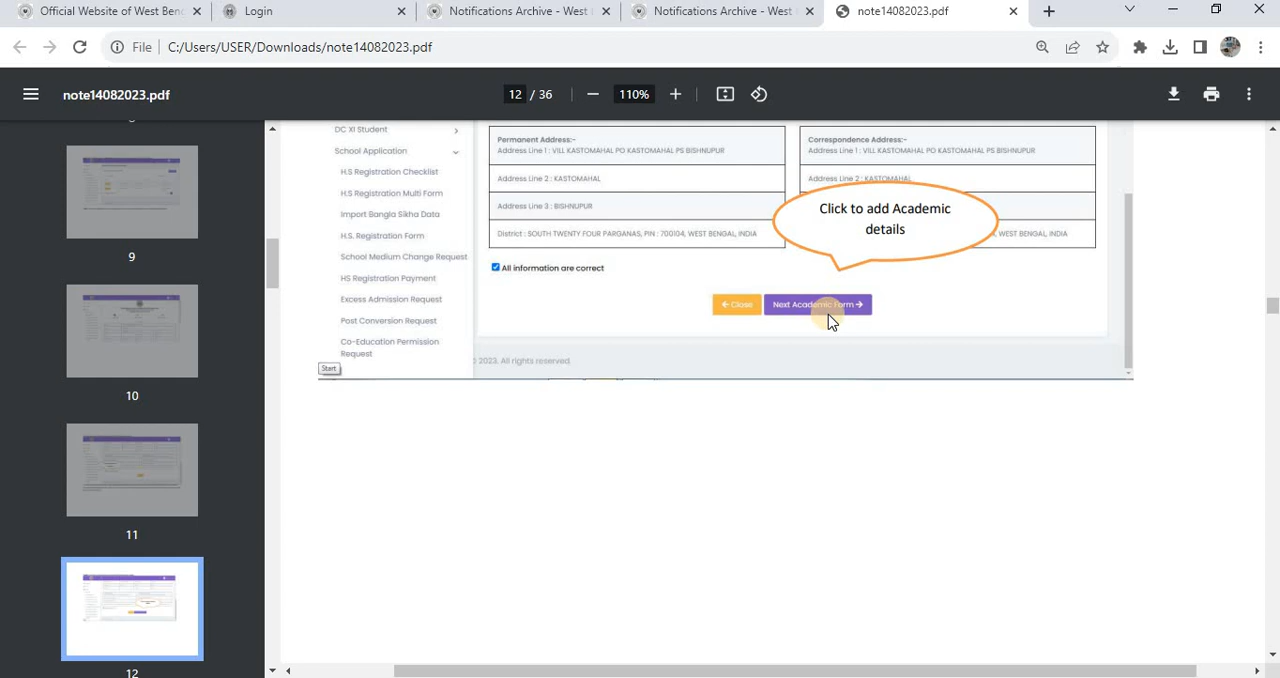 Official Website of West Ben
Login
Notifications Archive - West
Notifications Archive - West
note14082023.pdf
File
C:/Users/USER/Downloads/note14082023.pdf
note14082023.pdf
12 / 36
110%
9
10
11
12
DC XI Student
School Application
H.S Registration Checklist
H.S Registration Multi Form
Import Bangla Sikha Data
H.S. Registration Form
School Medium Change Request
HS Registration Payment
Excess Admission Request
Post Conversion Request
Co-Education Permission
Request
Start
Permanent Address:-
Address Line 1 : VILL KASTOMAHAL PO KASTOMAHAL PS BISHNUPUR
Address Line 2 : KASTOMAHAL
Address Line 3 : BISHNUPUR
District : SOUTH TWENTY FOUR PARGANAS, PIN : 700104, WEST BENGAL, INDIA
Correspondence Address:-
Address Line 1 : VILL KASTOMAHAL PO KASTOMAHAL PS BISHNUPUR
Address Line 2 : KASTOMAHAL
WEST BENGAL, INDIA
Click to add Academic
details
All information are correct
← Close
Next Academic Form →
© 2023. All rights reserved.